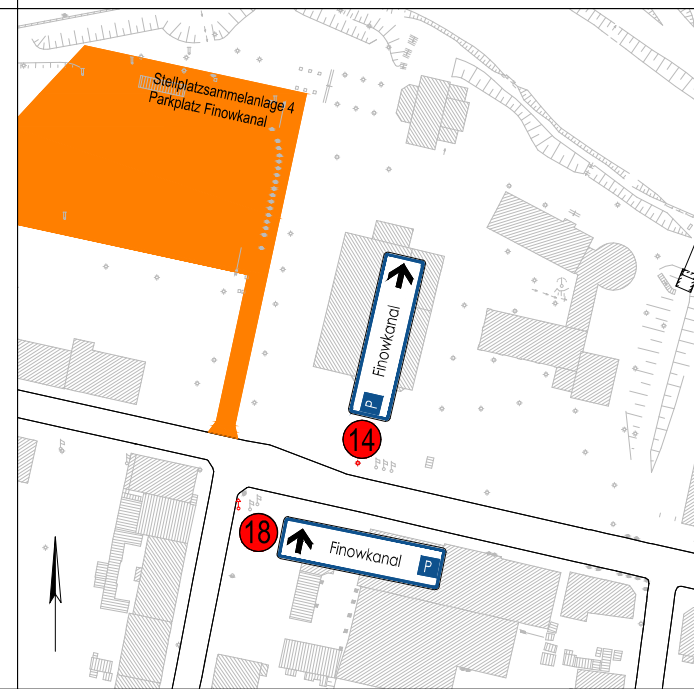 Stellplatzsammelanlage 4
Parkplatz Finowkanal
Finowkanal
P
14
18
Finowkanal
P